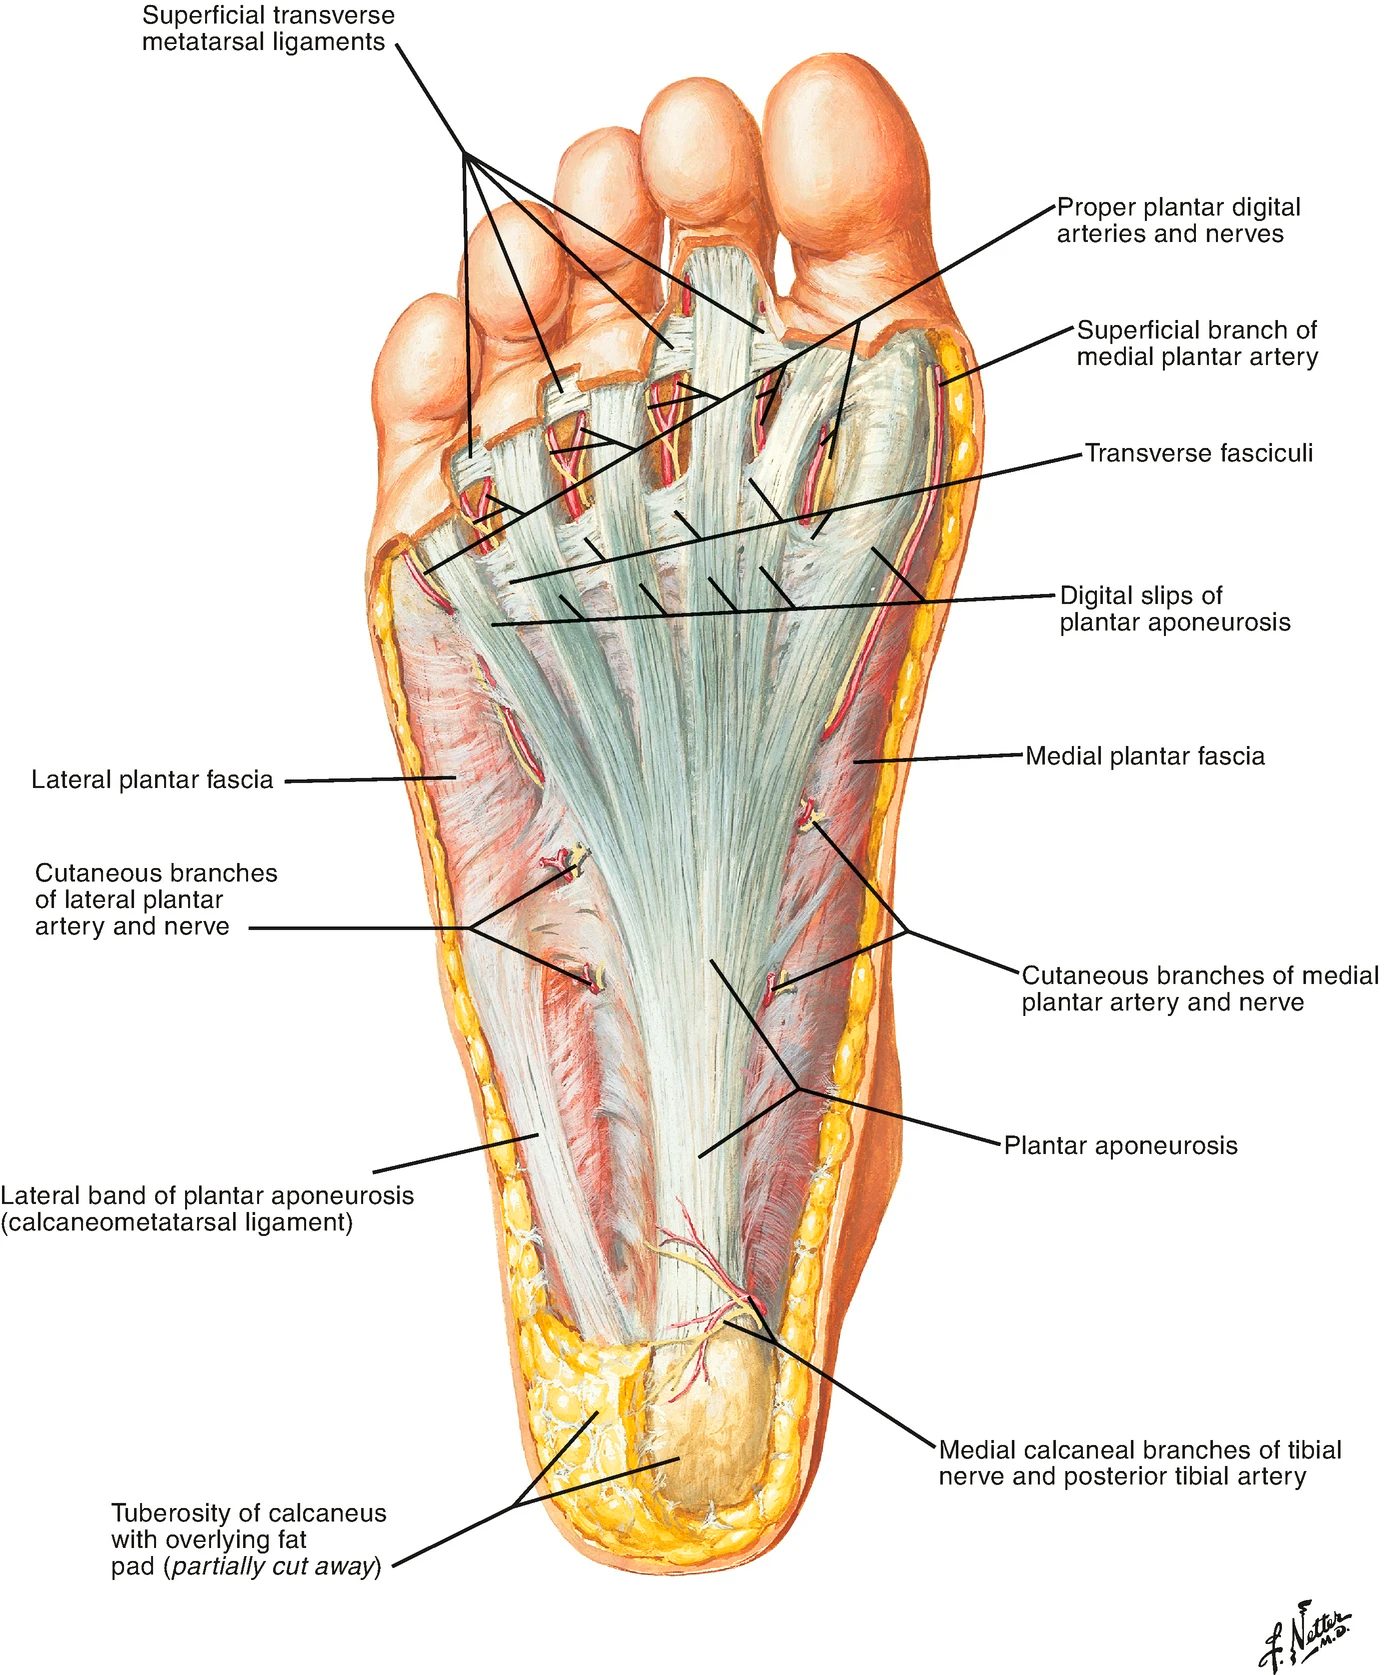 Superficial transverse
metatarsal ligaments
Proper plantar digital
arteries and nerves
Superficial branch of
medial plantar artery
Transverse fasciculi
Digital slips of
plantar aponeurosis
Medial plantar fascia
Lateral plantar fascia
Cutaneous branches
of lateral plantar
artery and nerve
Cutaneous branches of medial
plantar artery and nerve
Plantar aponeurosis
Lateral band of plantar aponeurosis
(calcaneometatarsal ligament)
Medial calcaneal branches of tibial
nerve and posterior tibial artery
Tuberosity of calcaneus
with overlying fat
pad (partially cut away)
F. Netter
M.D.